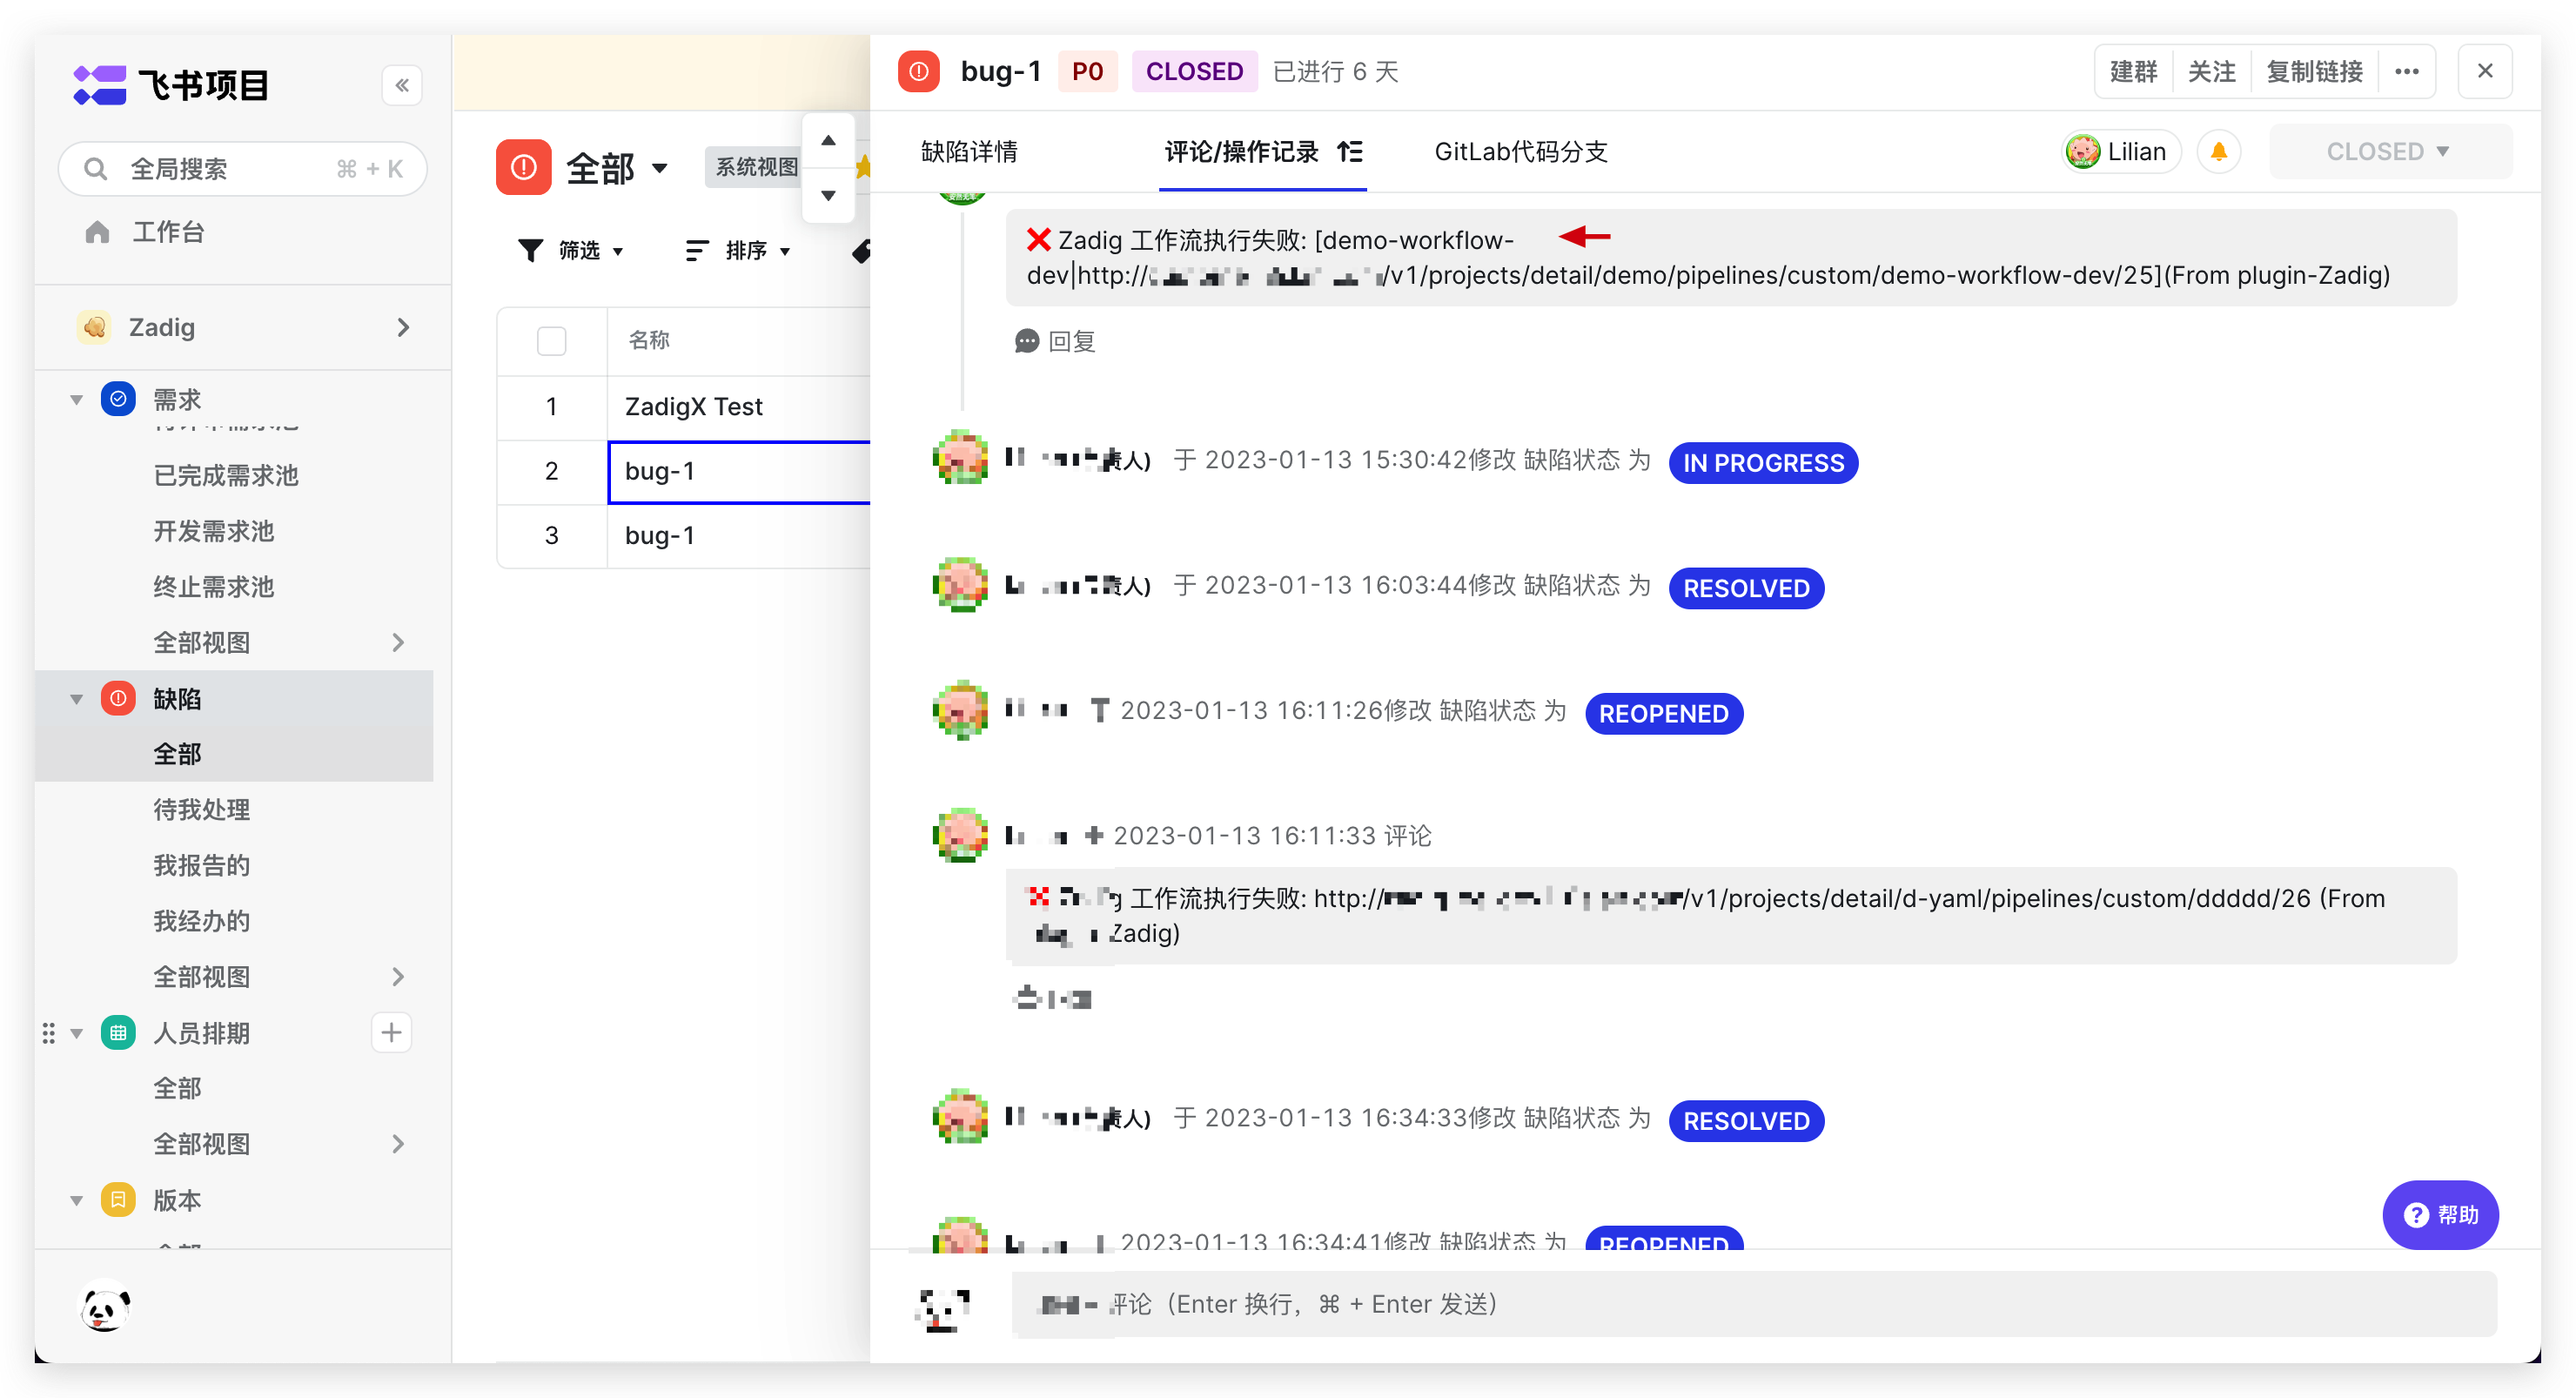 飞书项目
全局搜索 ⌘ + K
工作台
Zadig
需求
已完成需求池
开发需求池
终止需求池
全部视图
缺陷
全部
待我处理
我报告的
我经办的
全部视图
人员排期
全部
全部视图
版本
全部
系统视图
筛选
排序
名称
1 ZadigX Test
2 bug-1
3 bug-1
bug-1 P0 CLOSED 已进行 6 天
建群 关注 复制链接
缺陷详情 评论/操作记录 GitLab代码分支
Lilian CLOSED
Zadig 工作流执行失败: [demo-workflow-
dev|http:// /v1/projects/detail/demo/pipelines/custom/demo-workflow-dev/25](From plugin-Zadig)
回复
责人) 于 2023-01-13 15:30:42修改 缺陷状态 为 IN PROGRESS
责人) 于 2023-01-13 16:03:44修改 缺陷状态 为 RESOLVED
2023-01-13 16:11:26修改 缺陷状态 为 REOPENED
2023-01-13 16:11:33 评论
工作流执行失败: http:// /v1/projects/detail/d-yaml/pipelines/custom/ddddd/26 (From
Zadig)
责人) 于 2023-01-13 16:34:33修改 缺陷状态 为 RESOLVED
2023-01-13 16:34:41修改 缺陷状态 为 REOPENED
帮助
评论（Enter 换行，⌘ + Enter 发送）